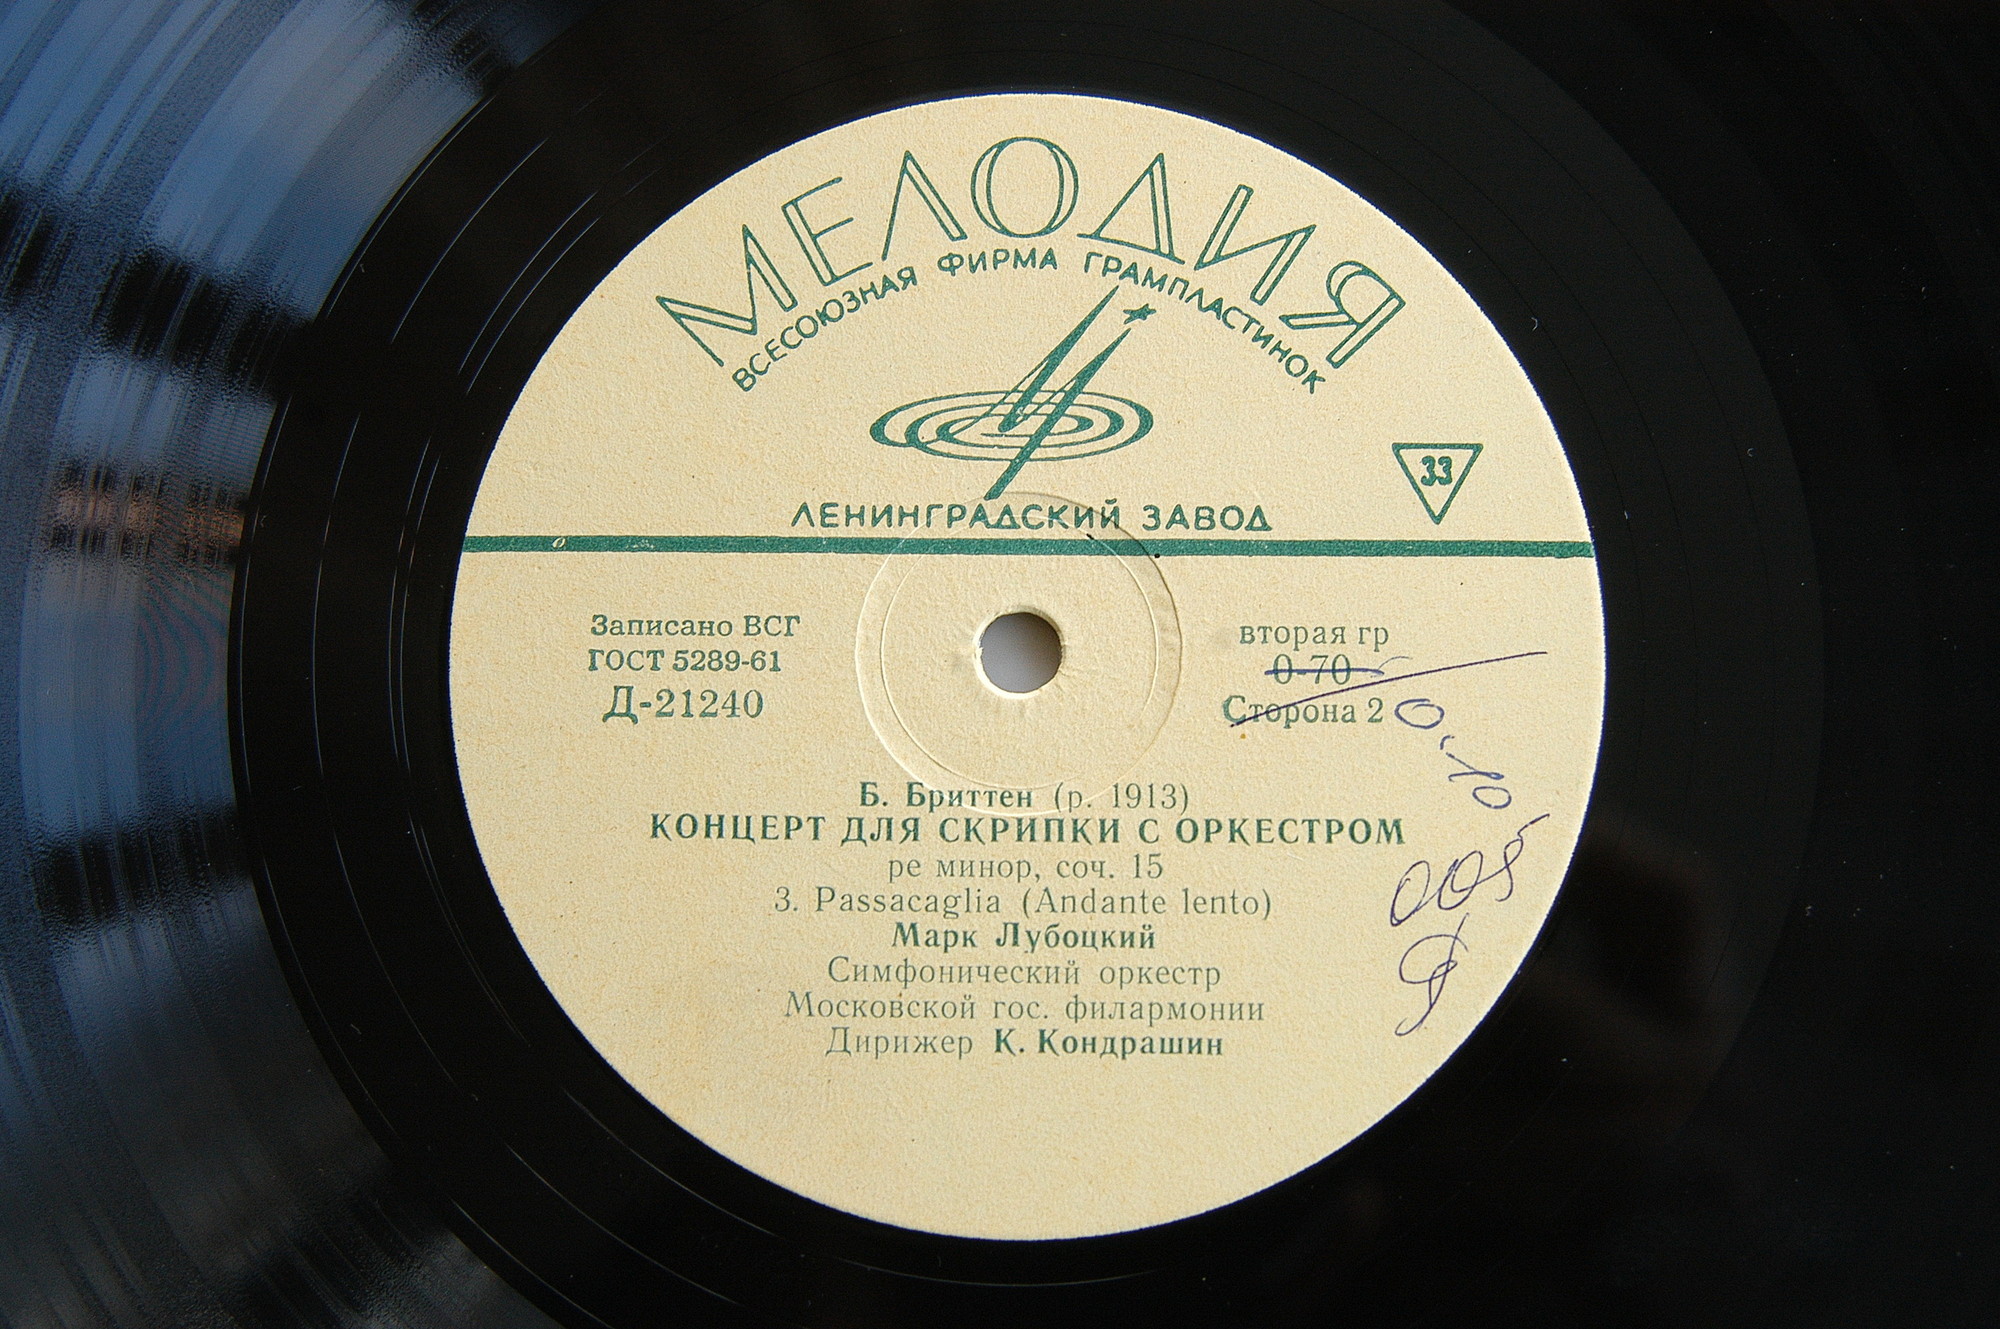 МЕЛОДИЯ
ВСЕСОЮЗНАЯ ФИРМА ГРАМПЛАСТИНОК
33
ЛЕНИНГРАДСКИЙ ЗАВОД
Записано ВСГ
ГОСТ 5289-61
Д-21240
вторая гр
0-70
Сторона 2
0-10
Б. Бриттен (р. 1913)
КОНЦЕРТ ДЛЯ СКРИПКИ С ОРКЕСТРОМ
ре минор, соч. 15
3. Passacaglia (Andante lento)
Марк Лубоцкий
Симфонический оркестр
Московской гос. филармонии
Дирижер К. Кондрашин